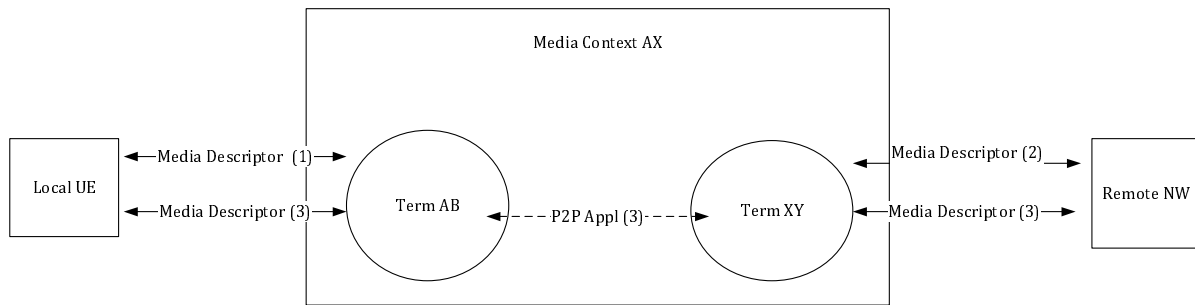 Media Context AX
Media Descriptor (1)
Media Descriptor (2)
Local UE
Remote NW
Media Descriptor (3)
Term AB
P2P Appl (3)
Term XY
Media Descriptor (3)